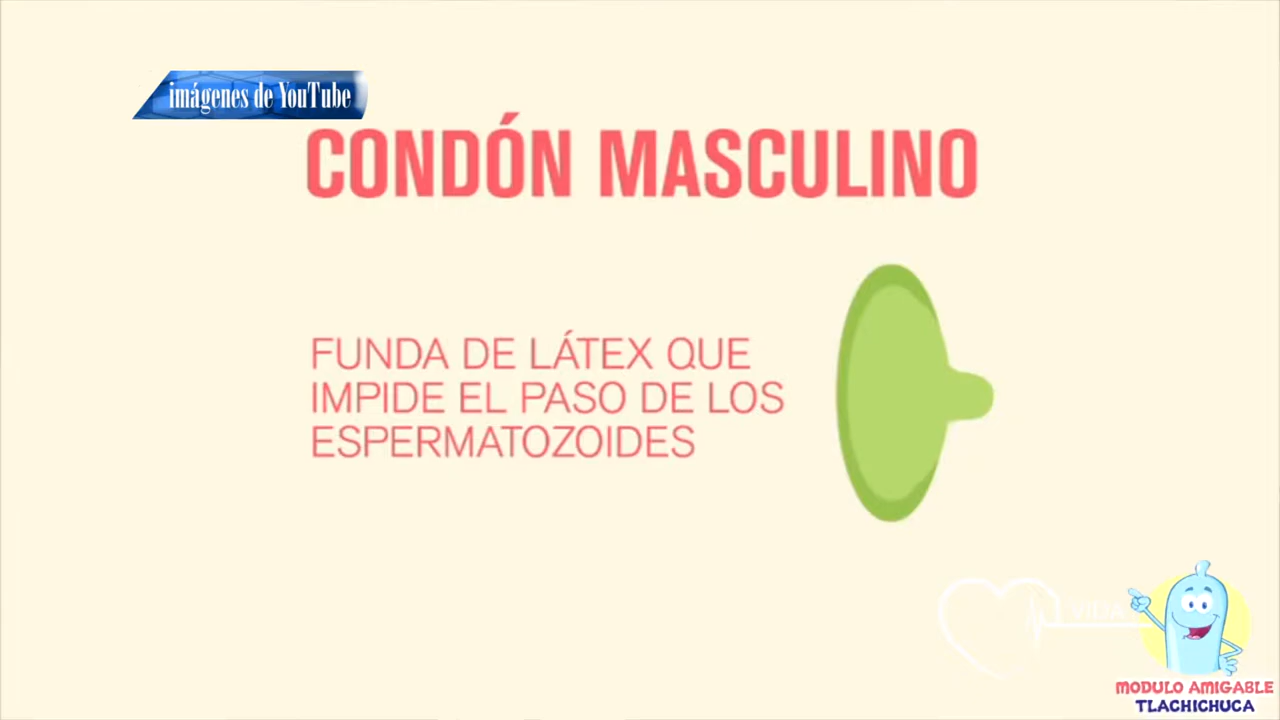 imágenes de YouTube
CONDÓN MASCULINO
FUNDA DE LÁTEX QUE
IMPIDE EL PASO DE LOS
ESPERMATOZOIDES
MODULO AMIGABLE
TLACHICHUCA